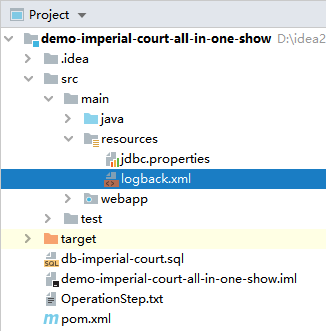 Project
demo-imperial-court-all-in-one-show D:\idea2
.idea
src
main
java
resources
jdbc.properties
logback.xml
webapp
test
target
db-imperial-court.sql
demo-imperial-court-all-in-one-show.iml
OperationStep.txt
pom.xml